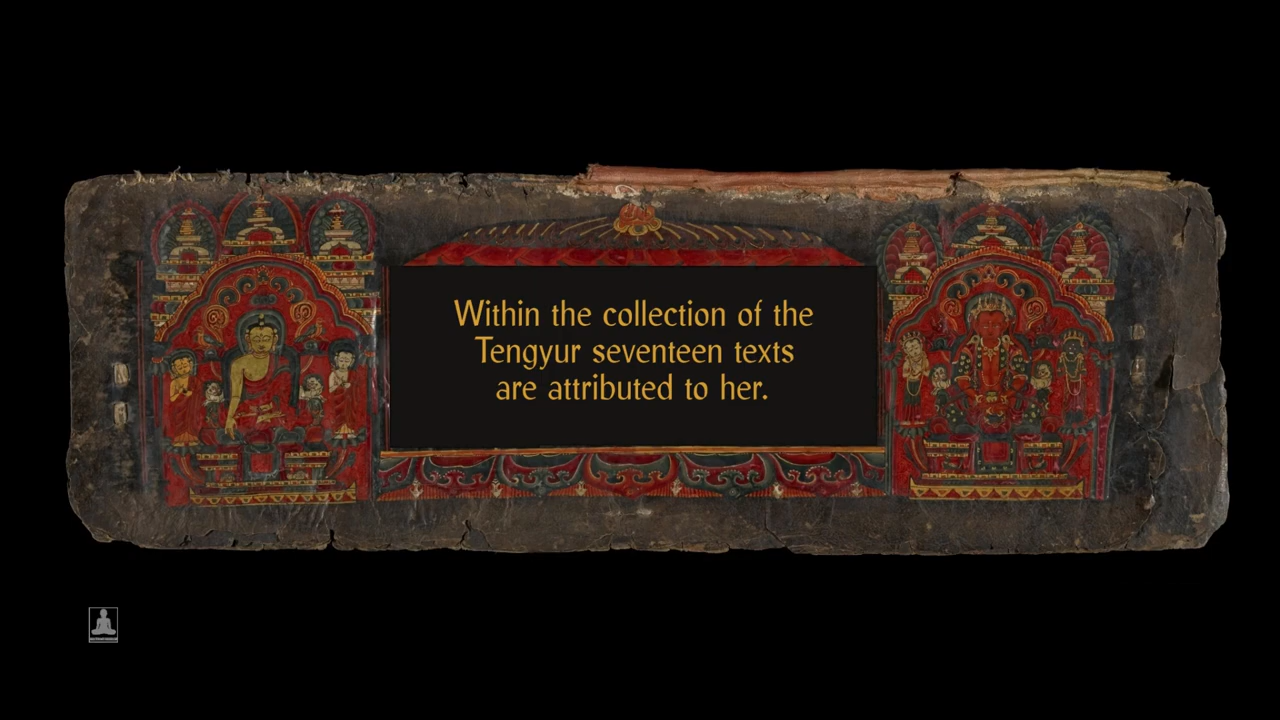 Within the collection of the
Tengyur seventeen texts
are attributed to her.